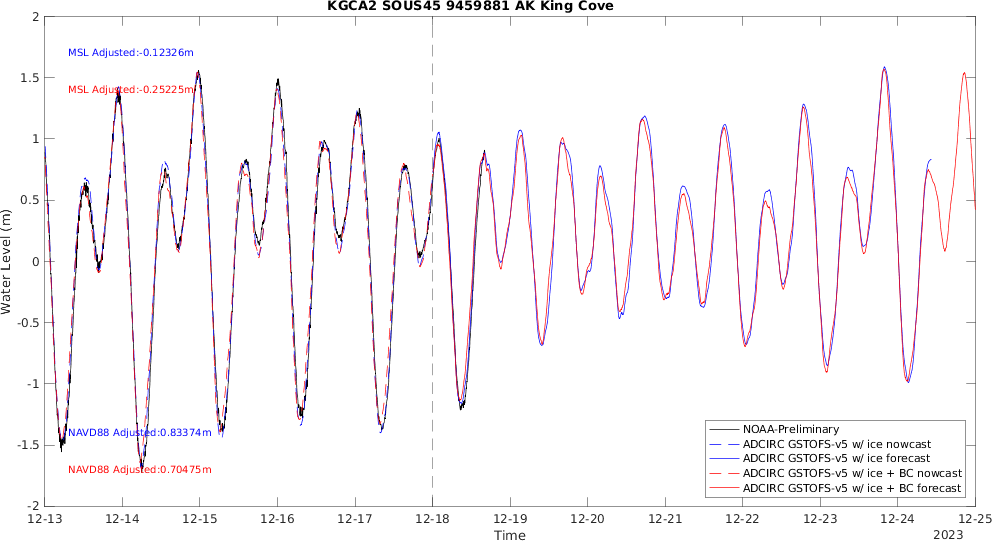 KGCA2 SOUS45 9459881 AK King Cove
MSL Adjusted:-0.12326m
MSL Adjusted:-0.25225m
NAVD88 Adjusted:0.83374m
NAVD88 Adjusted:0.70475m
Water Level (m)
2
1.5
1
0.5
0
-0.5
-1
-1.5
-2
NOAA-Preliminary
ADCIRC GSTOFS-v5 w/ ice nowcast
ADCIRC GSTOFS-v5 w/ ice forecast
ADCIRC GSTOFS-v5 w/ ice + BC nowcast
ADCIRC GSTOFS-v5 w/ ice + BC forecast
12-13 12-14 12-15 12-16 12-17 12-18 12-19 12-20 12-21 12-22 12-23 12-24 12-25
Time
2023